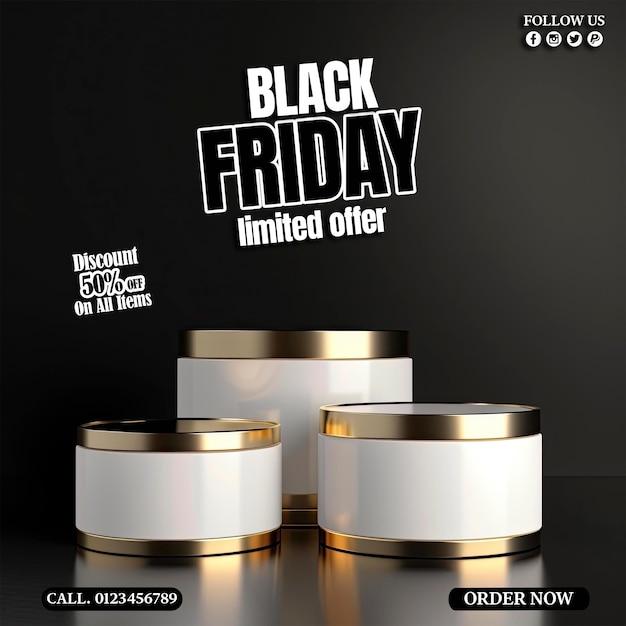 FOLLOW US
BLACK
FRIDAY
limited offer
Discount
50% OFF
On All Items
CALL. 0123456789
ORDER NOW